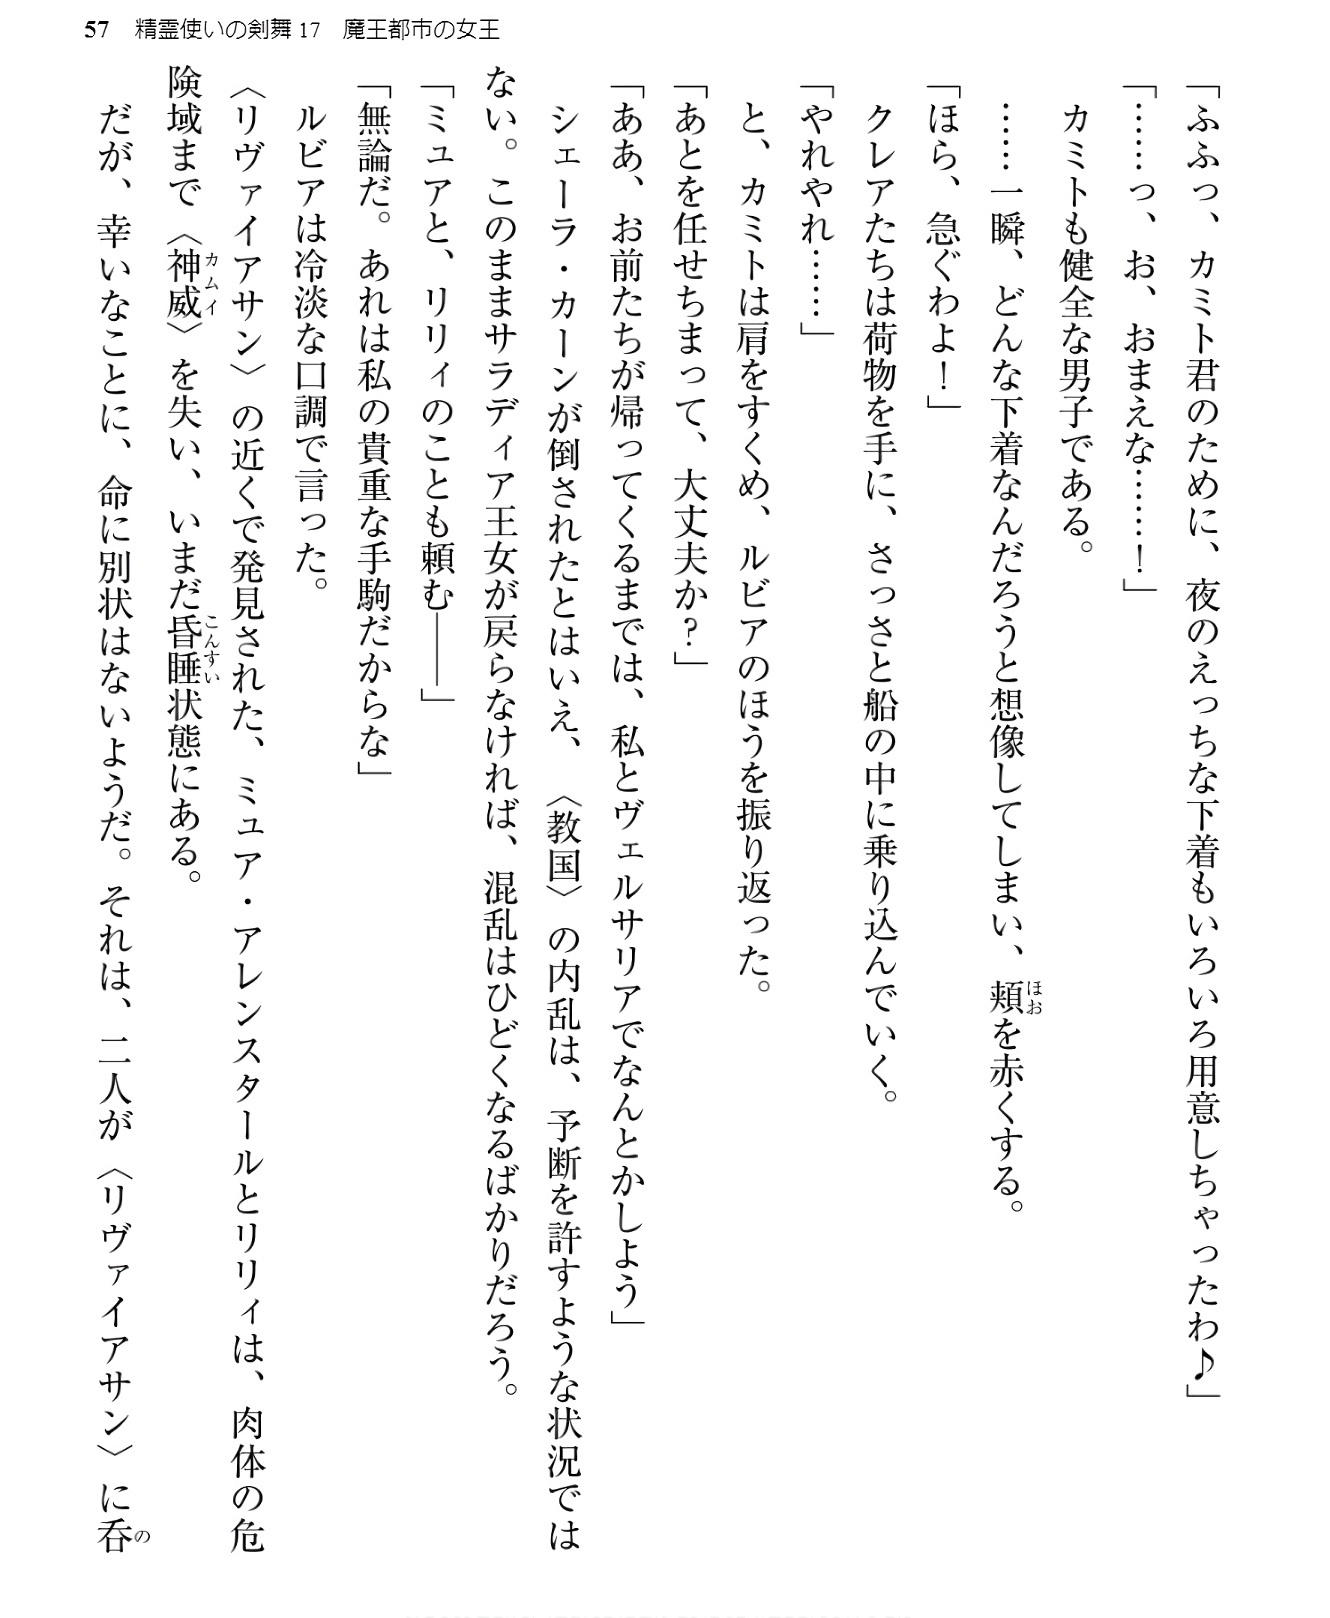 57　精霊使いの剣舞17　魔王都市の女王
「ふふっ、カミト君のために、夜のえっちな下着もいろいろ用意しちゃったわ♪」
「……っ、お、おまえな……！」
　カミトも健全な男子である。
　……一瞬、どんな下着なんだろうと想像してしまい、頬を赤くする。
「ほら、急ぐわよ！」
　クレアたちは荷物を手に、さっさと船の中に乗り込んでいく。
「やれやれ……」
　と、カミトは肩をすくめ、ルビアのほうを振り返った。
「あとを任せちまって、大丈夫か？」
「ああ、お前たちが帰ってくるまでは、私とヴェルサリアでなんとかしよう」
　シェーラ・カーンが倒されたとはいえ、〈教国〉の内乱は、予断を許すような状況では
ない。このままサラディア王女が戻らなければ、混乱はひどくなるばかりだろう。
「ミュアと、リリィのことも頼む――」
「無論だ。あれは私の貴重な手駒だからな」
　ルビアは冷淡な口調で言った。
〈リヴァイアサン〉の近くで発見された、ミュア・アレンスタールとリリィは、肉体の危
険域まで〈神威〉を失い、いまだ昏睡状態にある。
　だが、幸いなことに、命に別状はないようだ。それは、二人が〈リヴァイアサン〉に呑
ほお
カムイ
こんすい
の